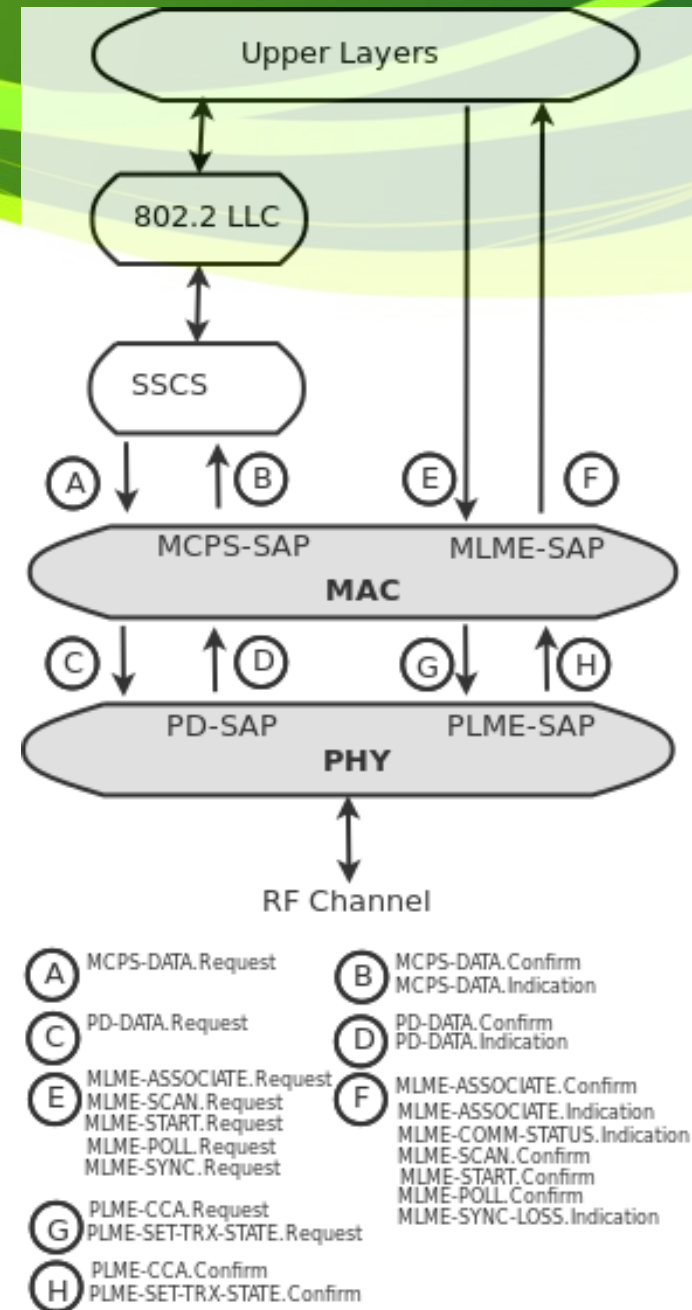 Upper Layers
802.2 LLC
SSCS
A
B
E
F
MCPS-SAP
MLME-SAP
MAC
C
D
G
H
PD-SAP
PLME-SAP
PHY
RF Channel
A
MCPS-DATA.Request
B
MCPS-DATA.Confirm
MCPS-DATA.Indication
C
PD-DATA.Request
D
PD-DATA.Confirm
PD-DATA.Indication
E
MLME-ASSOCIATE.Request
MLME-SCAN.Request
MLME-START.Request
MLME-POLL.Request
MLME-SYNC.Request
F
MLME-ASSOCIATE.Confirm
MLME-ASSOCIATE.Indication
MLME-COMM-STATUS.Indication
MLME-SCAN.Confirm
MLME-START.Confirm
MLME-POLL.Confirm
MLME-SYNC-LOSS.Indication
G
PLME-CCA.Request
PLME-SET-TRX-STATE.Request
H
PLME-CCA.Confirm
PLME-SET-TRX-STATE.Confirm